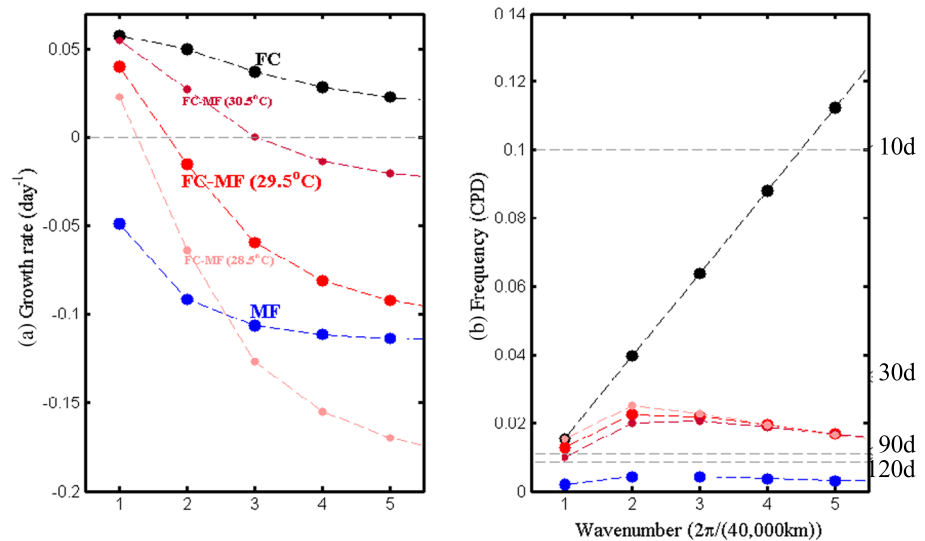 (a) Growth rate (day⁻¹)
0.05
0
-0.05
-0.1
-0.15
-0.2
FC
FC-MF (30.5°C)
FC-MF (29.5°C)
FC-MF (28.5°C)
MF
1 2 3 4 5
(b) Frequency (CPD)
0.14
0.12
0.1
0.08
0.06
0.04
0.02
0
10d
30d
90d
120d
1 2 3 4 5
Wavenumber (2π/(40,000km))